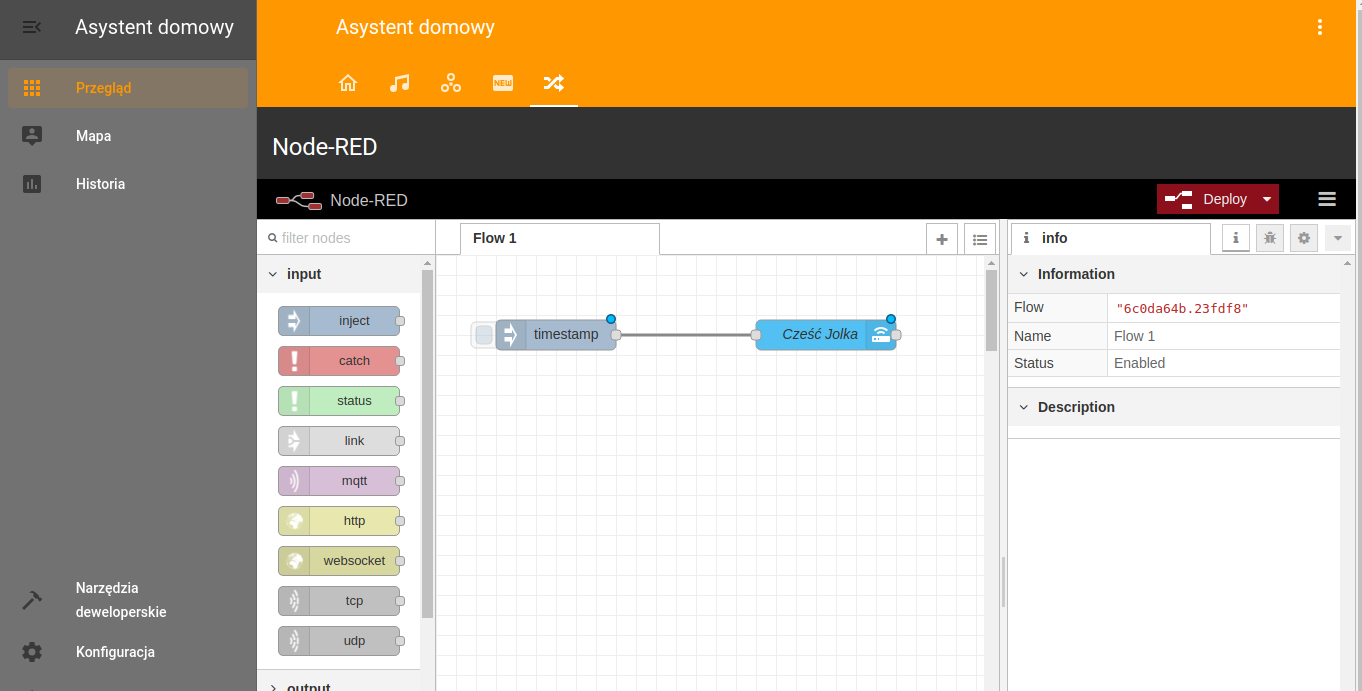 Asystent domowy
Przegląd
Mapa
Historia
Narzędzia
deweloperskie
Konfiguracja
Asystent domowy
NEW
Node-RED
Node-RED
Deploy
filter nodes
input
inject
catch
status
link
mqtt
http
websocket
tcp
udp
output
Flow 1
timestamp
Cześć Jolka
info
Information
Flow "6c0da64b.23fdf8"
Name Flow 1
Status Enabled
Description